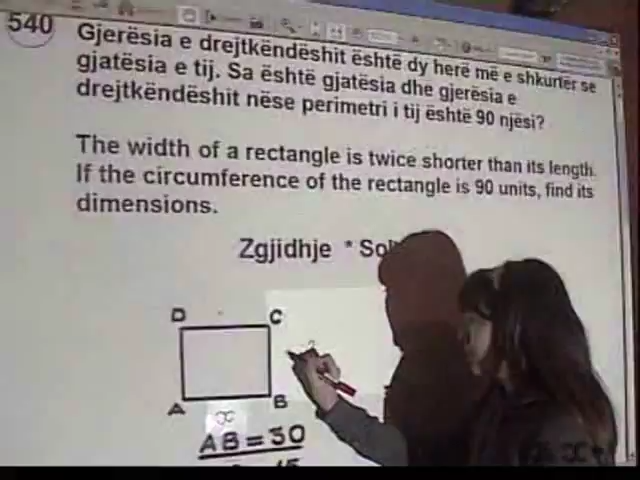 540 Gjerësia e drejtkëndëshit është dy herë më e shkurtër se
gjatësia e tij. Sa është gjatësia dhe gjerësia e
drejtkëndëshit nëse perimetri i tij është 90 njësi?
The width of a rectangle is twice shorter than its length.
If the circumference of the rectangle is 90 units, find its
dimensions.
Zgjidhje *
D C
A B
x
AB = 30